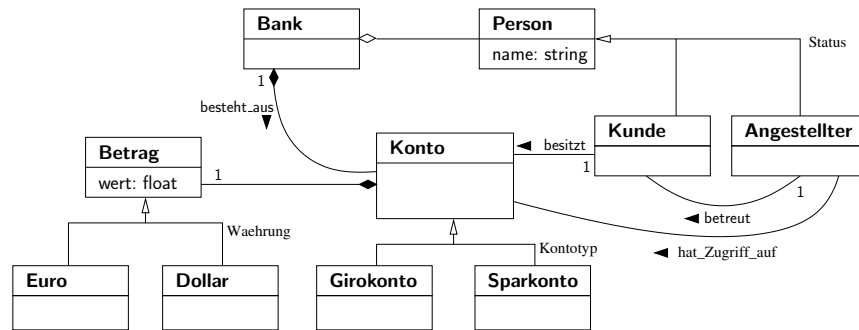 Bank
Person
name: string
Status
1
besteht_aus
Kunde
Angestellter
Betrag
wert: float
Konto
besitzt
1
1
1
betreut
Waehrung
Kontotyp
hat_Zugriff_auf
Euro
Dollar
Girokonto
Sparkonto